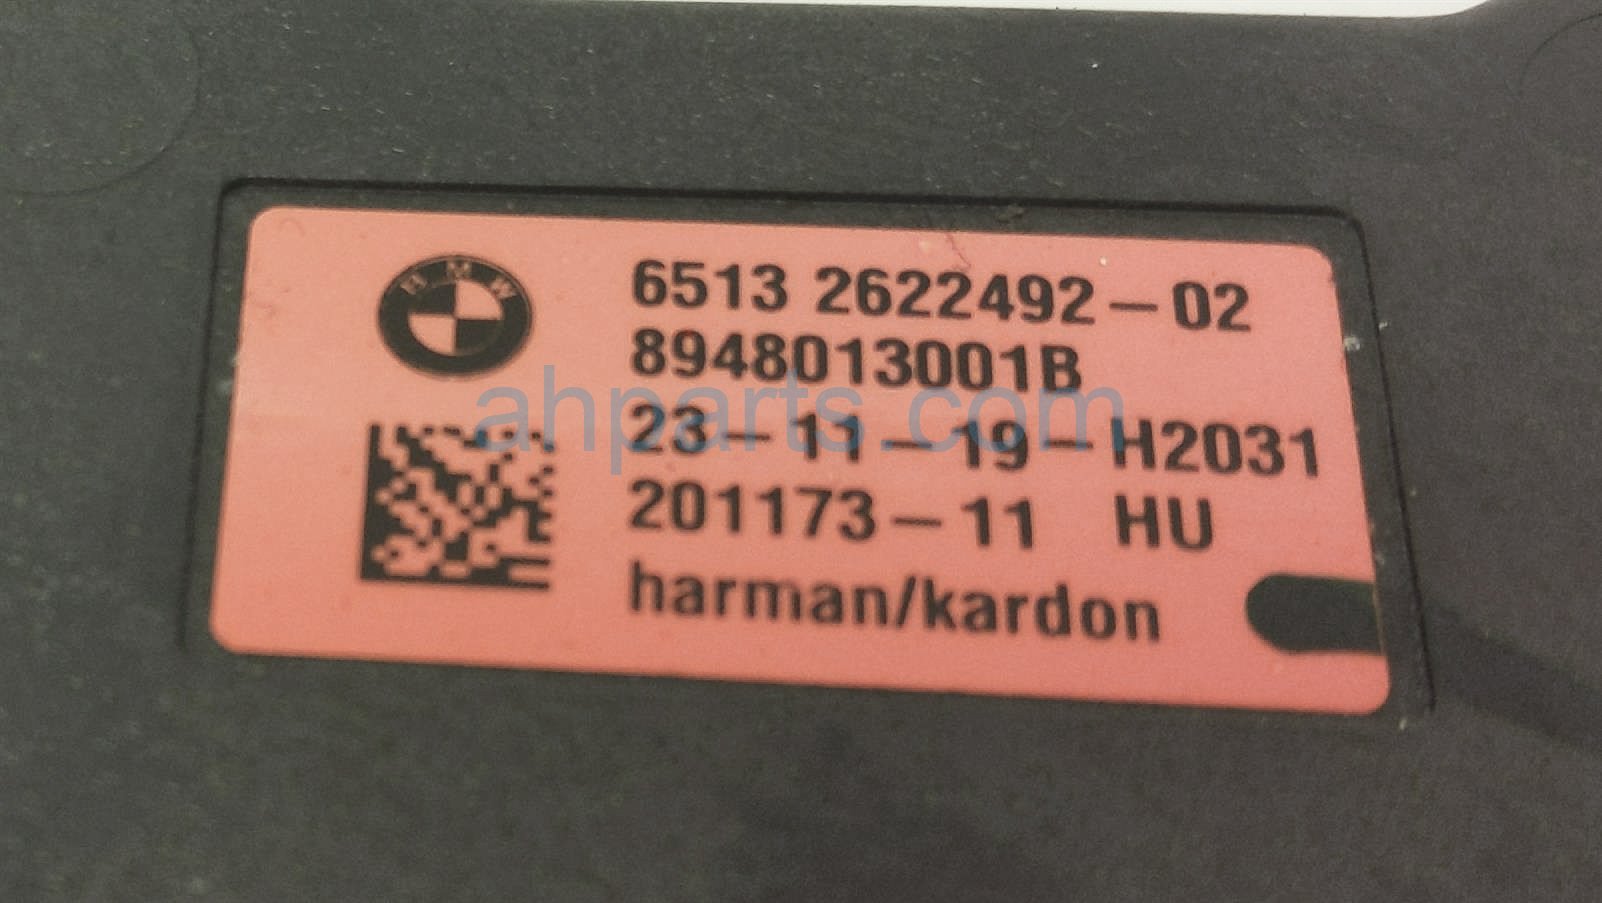 BMW
6513 2622492-02
8948013001B
23-11-19-H2031
201173-11 HU
harman/kardon
ahparts.com